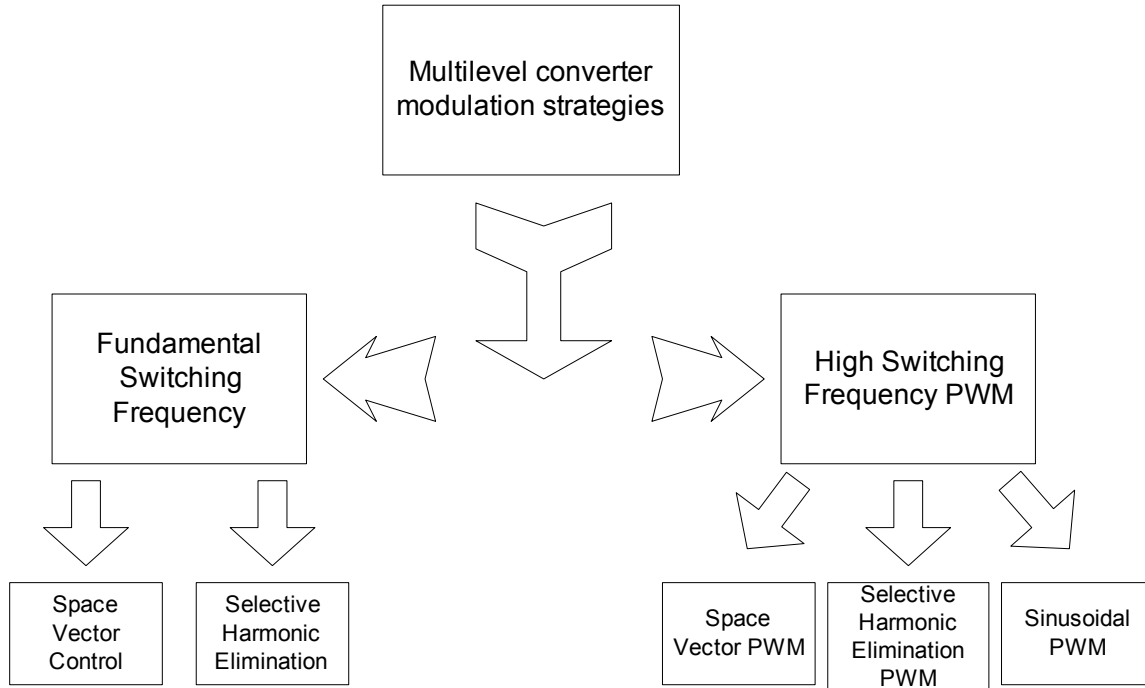 Multilevel converter
modulation strategies
Fundamental
Switching
Frequency
High Switching
Frequency PWM
Space
Vector
Control
Selective
Harmonic
Elimination
Space
Vector PWM
Selective
Harmonic
Elimination
PWM
Sinusoidal
PWM